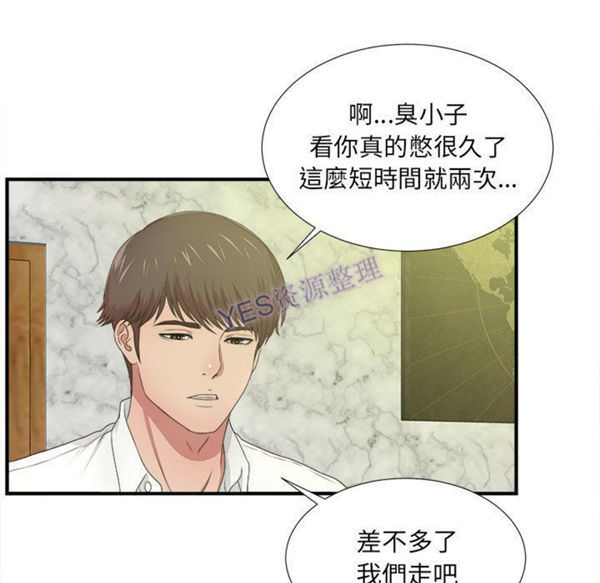 啊...臭小子
看你真的憋很久了
這麼短時間就兩次...
YES资源整理
差不多了
我們走吧